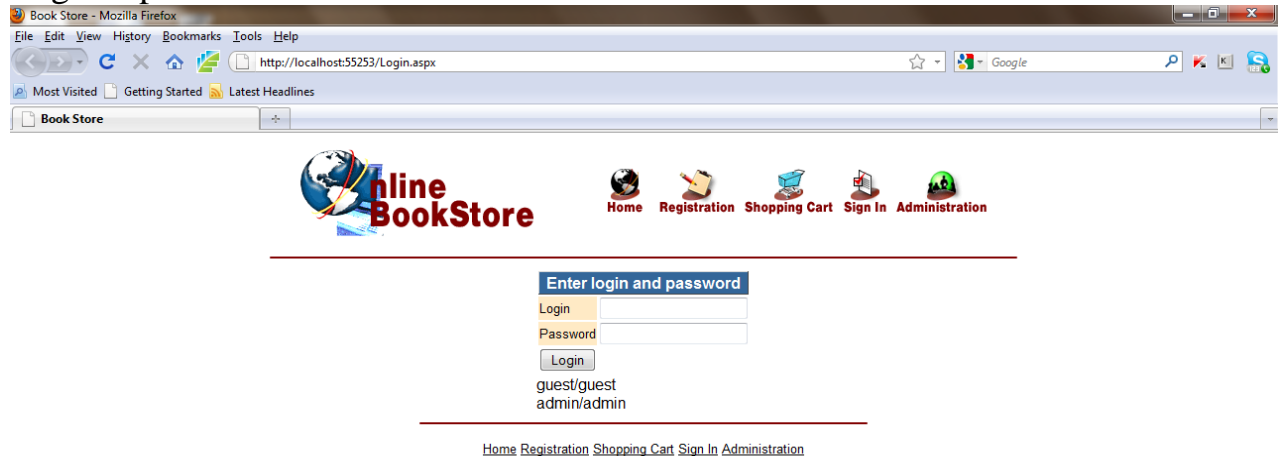 Book Store - Mozilla Firefox
File Edit View History Bookmarks Tools Help
http://localhost:55253/Login.aspx
Google
Most Visited Getting Started Latest Headlines
Book Store
nline
BookStore
Home Registration Shopping Cart Sign In Administration
Enter login and password
Login
Password
Login
guest/guest
admin/admin
Home Registration Shopping Cart Sign In Administration